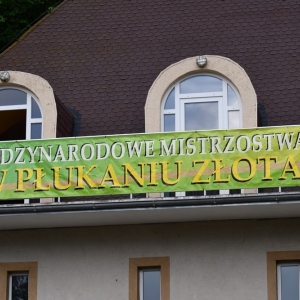 DZYNARODOWE MISTRZOSTWA
W PŁUKANIU ZŁOTA